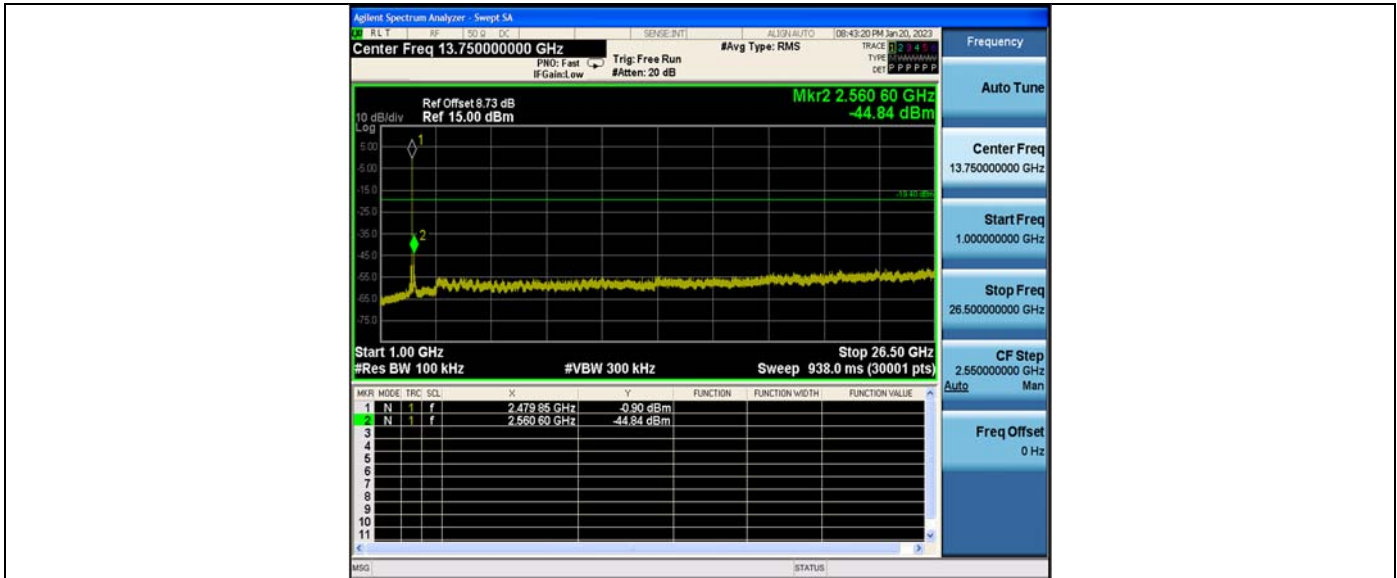 Agilent Spectrum Analyzer - Swept SA
RLT RF 50 Ω DC SENSE:INT ALIGN AUTO 08:43:20 PM Jan 20, 2023
Center Freq 13.750000000 GHz #Avg Type: RMS TRACE 1 2 3 4 5 6
PNO: Fast Trig: Free Run TYPE
IFGain:Low #Atten: 20 dB DET P P P P P P
Mkr2 2.560 60 GHz
Ref Offset 8.73 dB
10 dB/div Ref 15.00 dBm -44.84 dBm
Log
1
5.00
-5.00
-15.0
-19.40 dBm
-25.0
-35.0
2
-45.0
-55.0
-65.0
-75.0
Start 1.00 GHz Stop 26.50 GHz
#Res BW 100 kHz #VBW 300 kHz Sweep 938.0 ms (30001 pts)
MKR MODE TRC SCL X Y FUNCTION FUNCTION WIDTH FUNCTION VALUE
1 N 1 f 2.479 85 GHz -0.90 dBm
2 N 1 f 2.560 60 GHz -44.84 dBm
3
4
5
6
7
8
9
10
11
MSG STATUS
Frequency
Auto Tune
Center Freq
13.750000000 GHz
Start Freq
1.000000000 GHz
Stop Freq
26.500000000 GHz
CF Step
2.550000000 GHz
Auto Man
Freq Offset
0 Hz